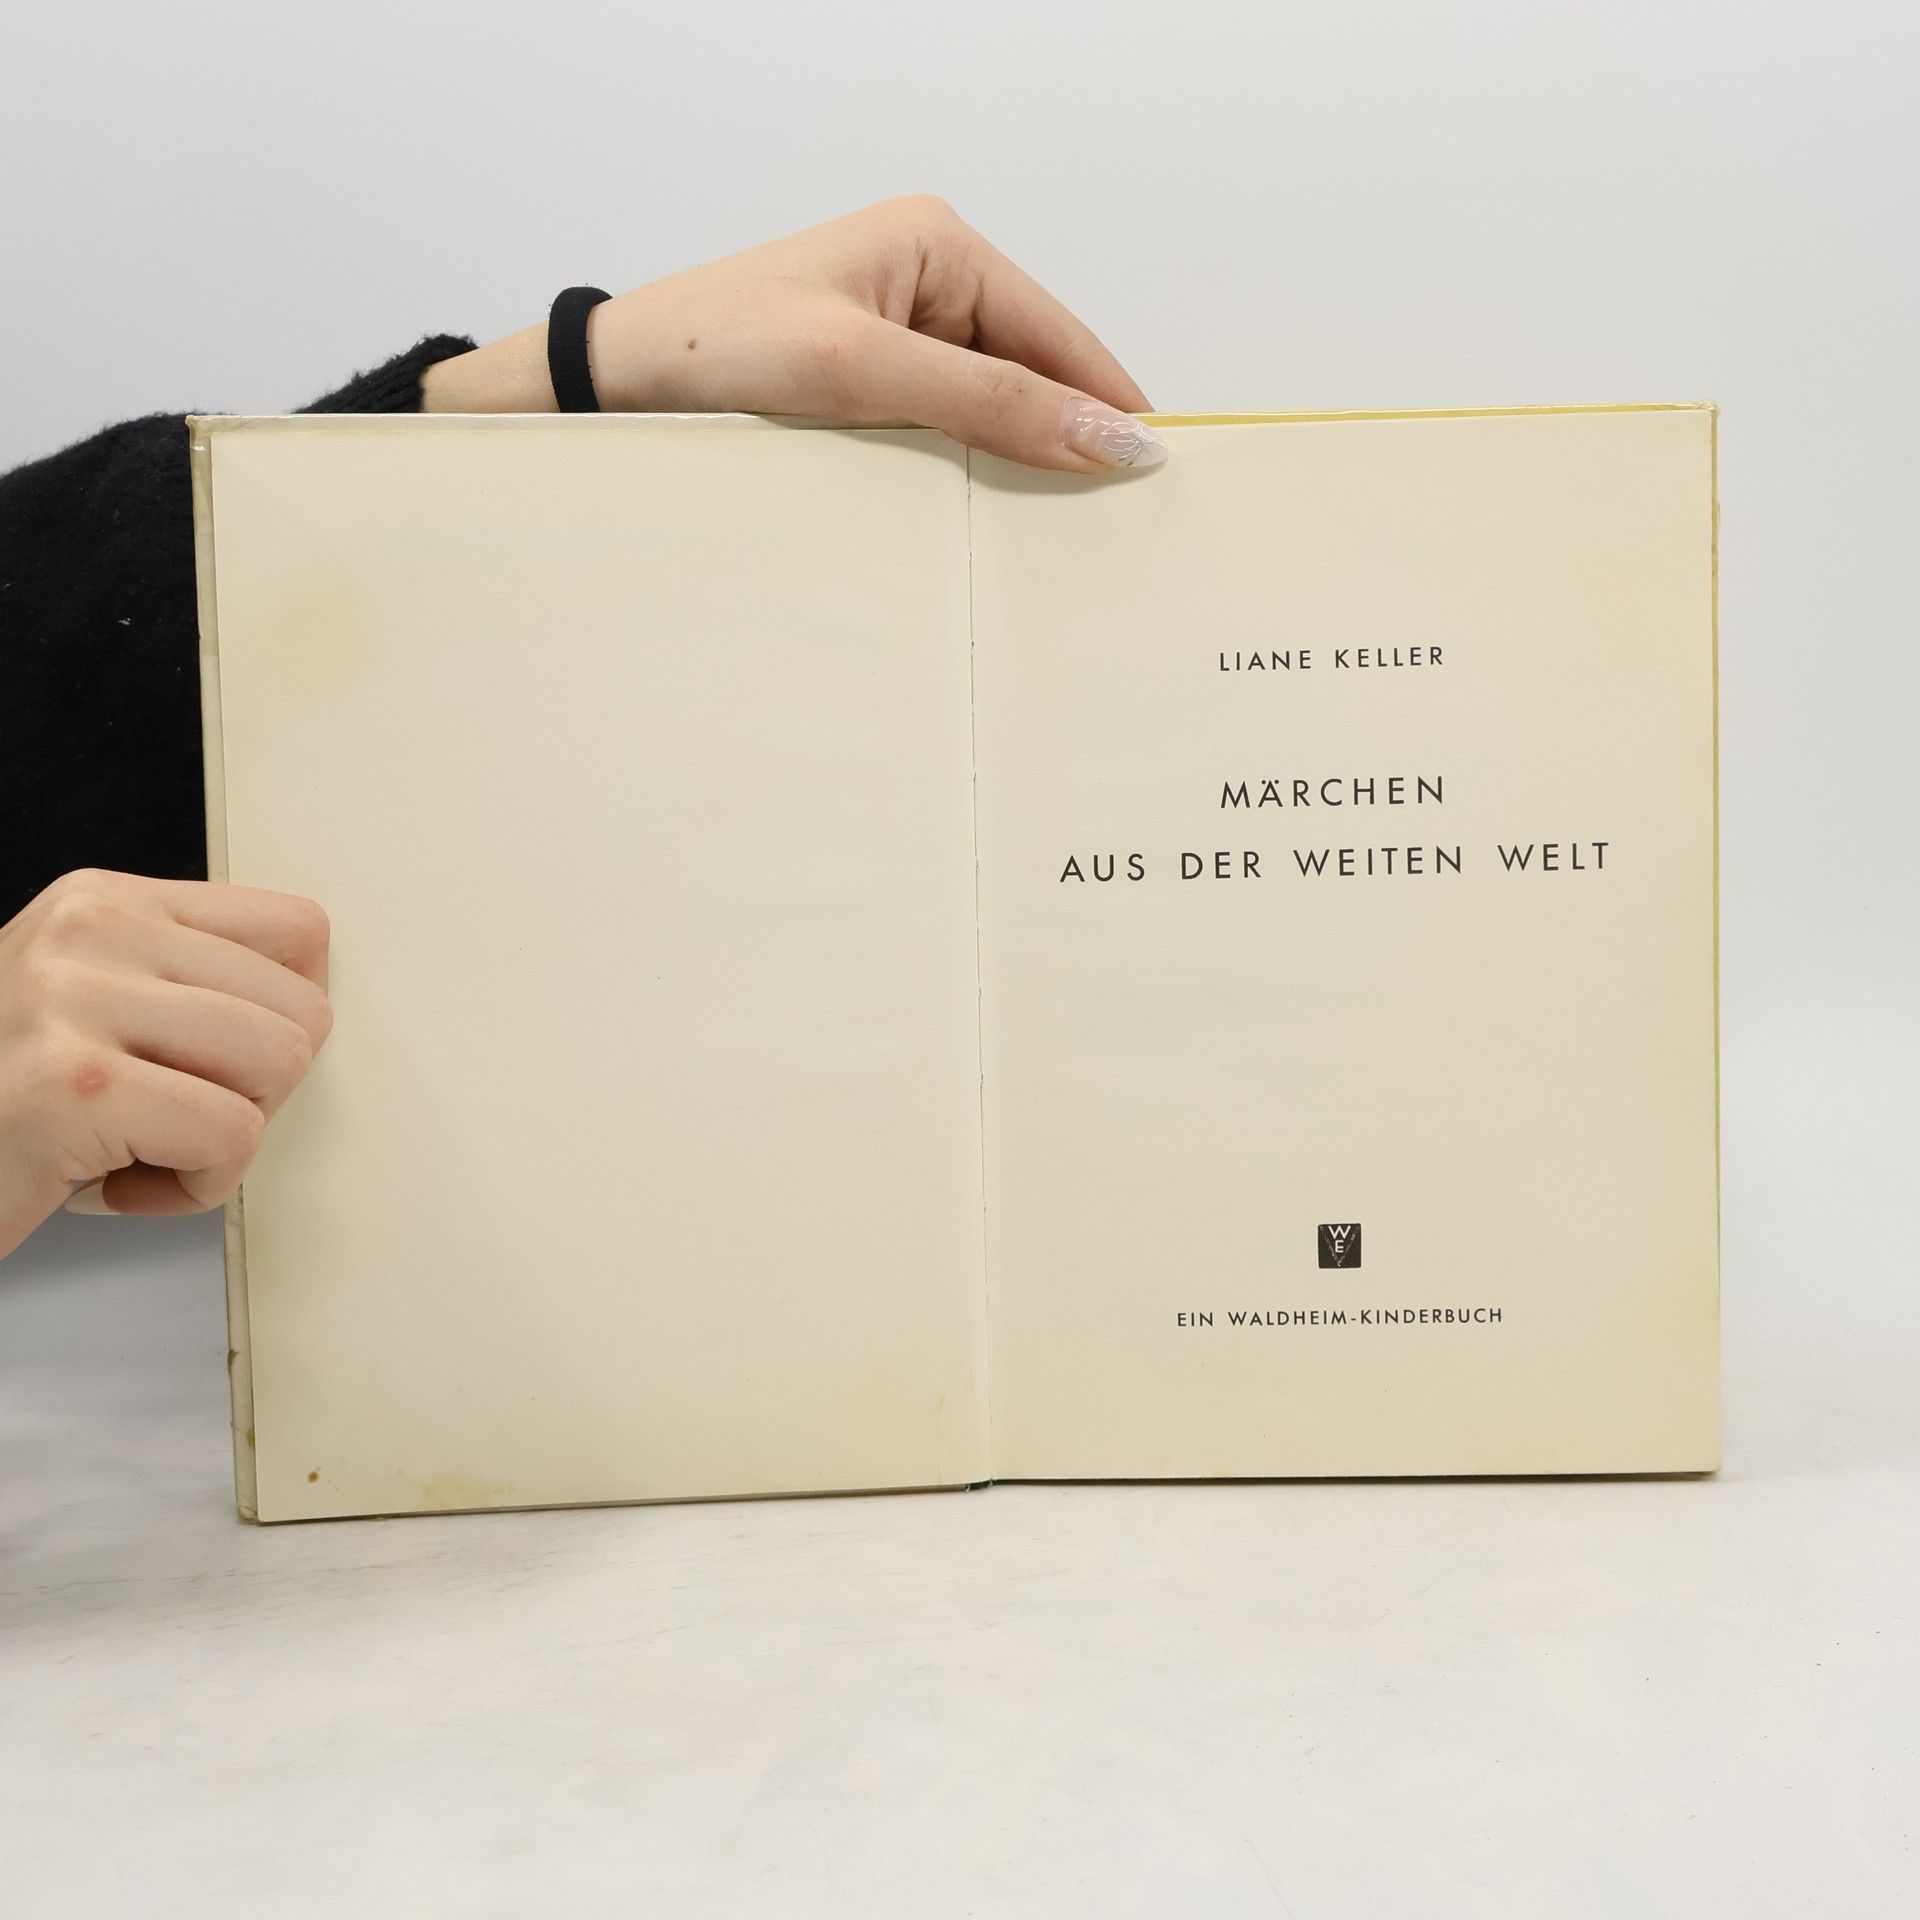 LIANE KELLER
MÄRCHEN
AUS DER WEITEN WELT
W
E
EIN WALDHEIM-KINDERBUCH